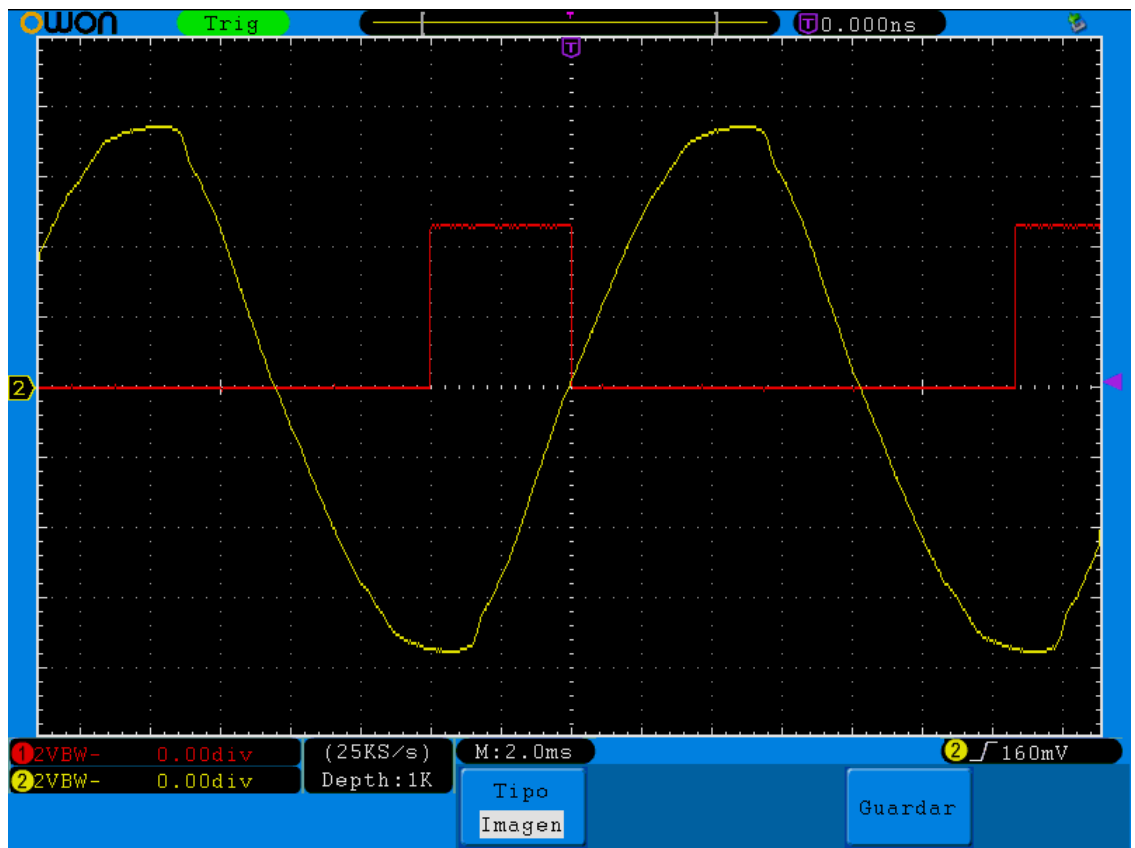 owon Trig T 0.000ns
T
2
1 2VBW- 0.00div (25KS/s) M:2.0ms 2 160mV
2 2VBW- 0.00div Depth:1K
Tipo
Imagen
Guardar